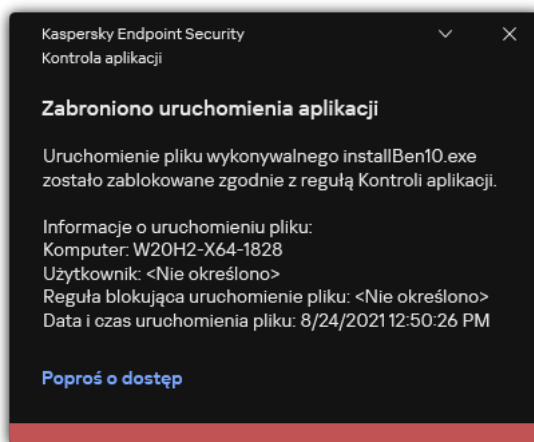 Kaspersky Endpoint Security
Kontrola aplikacji
Zabroniono uruchomienia aplikacji
Uruchomienie pliku wykonywalnego installBen10.exe
zostało zablokowane zgodnie z regułą Kontroli aplikacji.
Informacje o uruchomieniu pliku:
Komputer: W20H2-X64-1828
Użytkownik: <Nie określono>
Reguła blokująca uruchomienie pliku: <Nie określono>
Data i czas uruchomienia pliku: 8/24/2021 12:50:26 PM
Poproś o dostęp